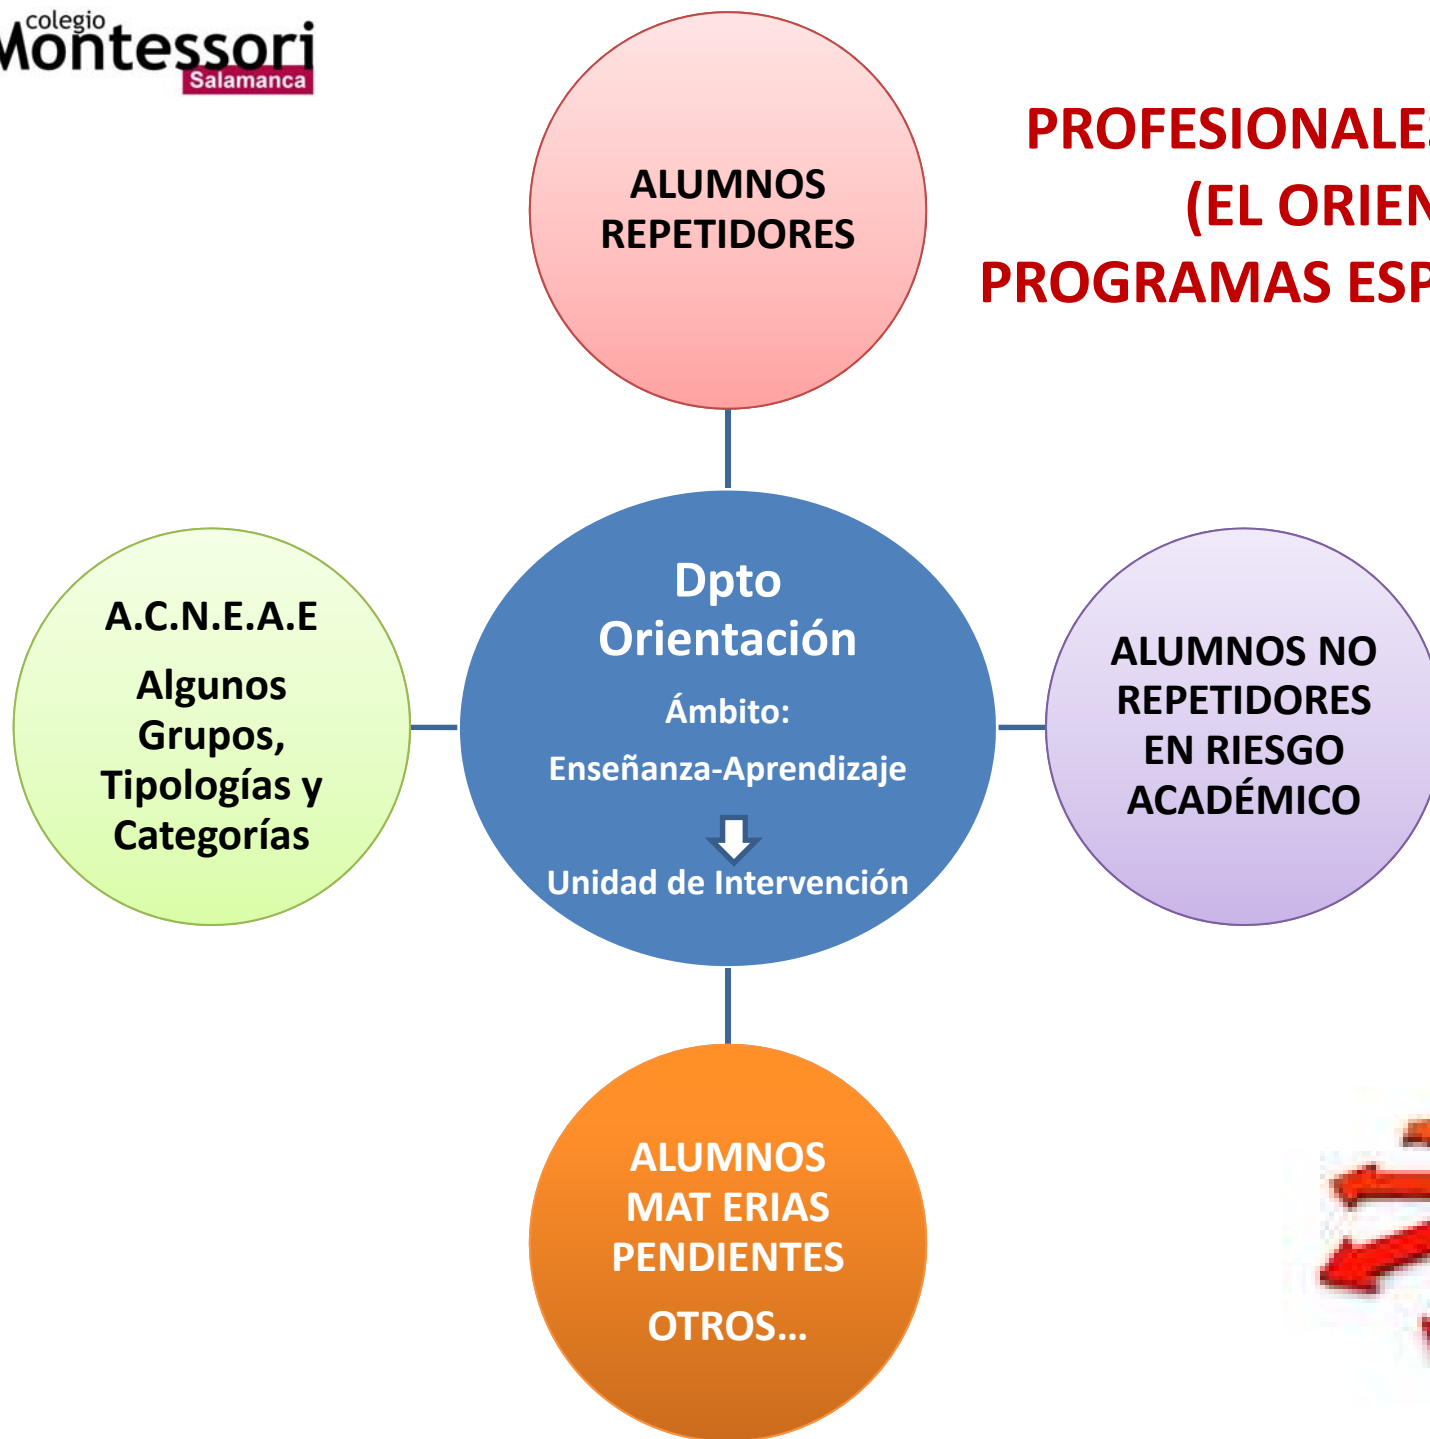 colegio
Montessori
Salamanca
PROFESIONALES
(EL ORIEN
PROGRAMAS ESP
ALUMNOS
REPETIDORES
A.C.N.E.A.E
Algunos
Grupos,
Tipologías y
Categorías
Dpto
Orientación
Ámbito:
Enseñanza-Aprendizaje
Unidad de Intervención
ALUMNOS NO
REPETIDORES
EN RIESGO
ACADÉMICO
ALUMNOS
MAT ERIAS
PENDIENTES
OTROS...